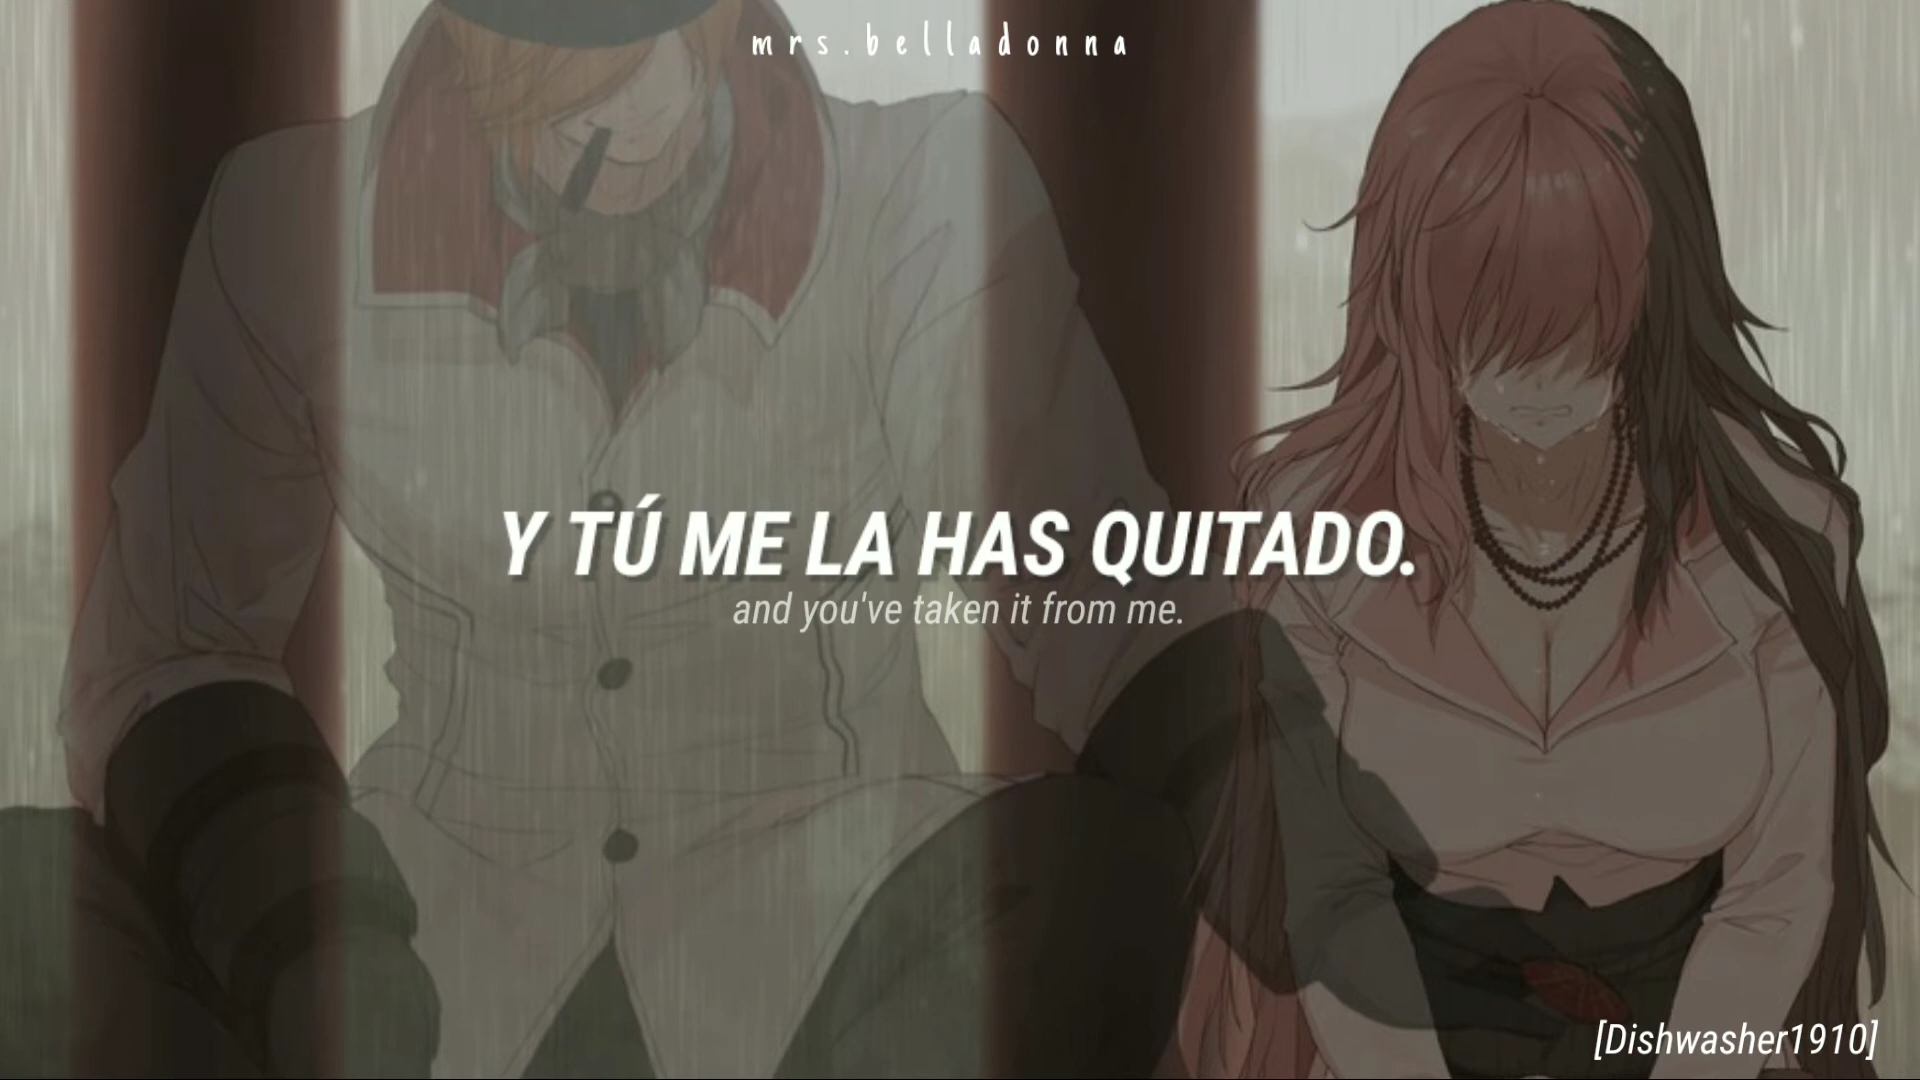 mrs.belladonna
Y TÚ ME LA HAS QUITADO.
and you've taken it from me.
[Dishwasher1910]